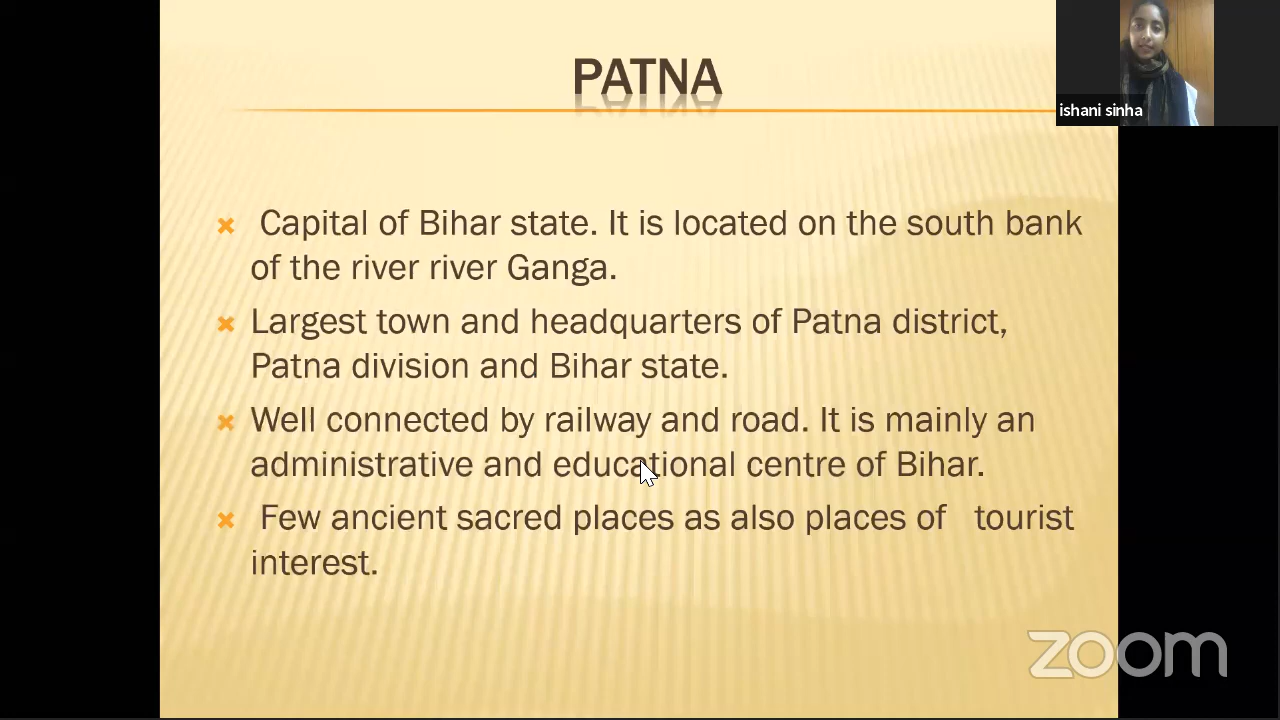 PATNA
ishani sinha
Capital of Bihar state. It is located on the south bank
of the river river Ganga.
Largest town and headquarters of Patna district,
Patna division and Bihar state.
Well connected by railway and road. It is mainly an
administrative and educational centre of Bihar.
Few ancient sacred places as also places of tourist
interest.
zoom